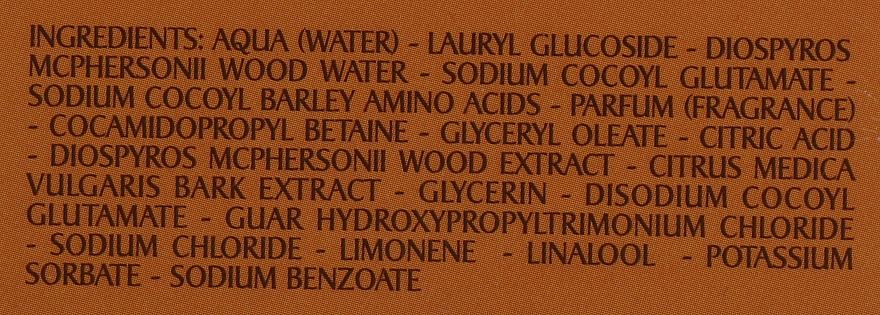 INGREDIENTS: AQUA (WATER) - LAURYL GLUCOSIDE - DIOSPYROS
MCPHERSONII WOOD WATER - SODIUM COCOYL GLUTAMATE -
SODIUM COCOYL BARLEY AMINO ACIDS - PARFUM (FRAGRANCE)
- COCAMIDOPROPYL BETAINE - GLYCERYL OLEATE - CITRIC ACID
- DIOSPYROS MCPHERSONII WOOD EXTRACT - CITRUS MEDICA
VULGARIS BARK EXTRACT - GLYCERIN - DISODIUM COCOYL
GLUTAMATE - GUAR HYDROXYPROPYLTRIMONIUM CHLORIDE
- SODIUM CHLORIDE - LIMONENE - LINALOOL - POTASSIUM
SORBATE - SODIUM BENZOATE